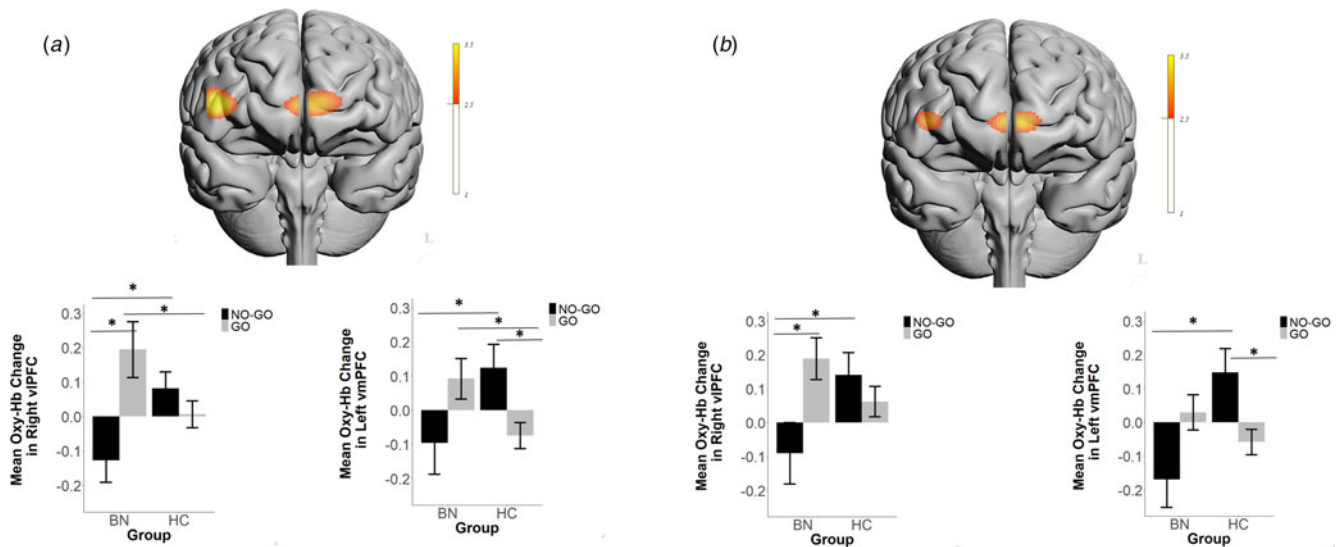 (a)
3.3
2.3
1
L
Mean Oxy-Hb Change
in Right vlPFC
0.3
0.2
0.1
0.0
-0.1
-0.2
*
*
*
NO-GO
GO
BN
HC
Group
Mean Oxy-Hb Change
in Left vmPFC
0.3
0.2
0.1
0.0
-0.1
-0.2
*
*
*
NO-GO
GO
BN
HC
Group
(b)
3.3
2.3
1
L
Mean Oxy-Hb Change
in Right vlPFC
0.3
0.2
0.1
0.0
-0.1
-0.2
*
*
NO-GO
GO
BN
HC
Group
Mean Oxy-Hb Change
in Left vmPFC
0.3
0.2
0.1
0.0
-0.1
-0.2
*
*
NO-GO
GO
BN
HC
Group